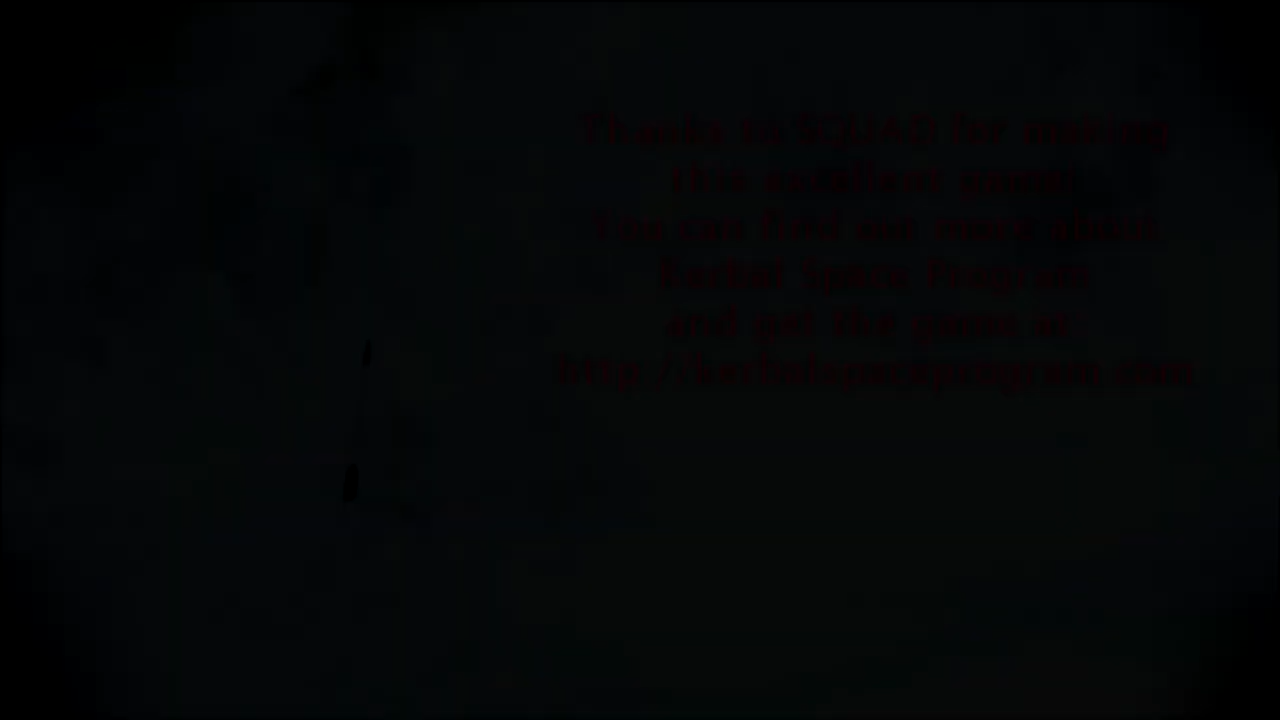 Thanks to SQUAD for making
this excellent game!
You can find out more about
Kerbal Space Program
and get the game at:
http://kerbalspaceprogram.com